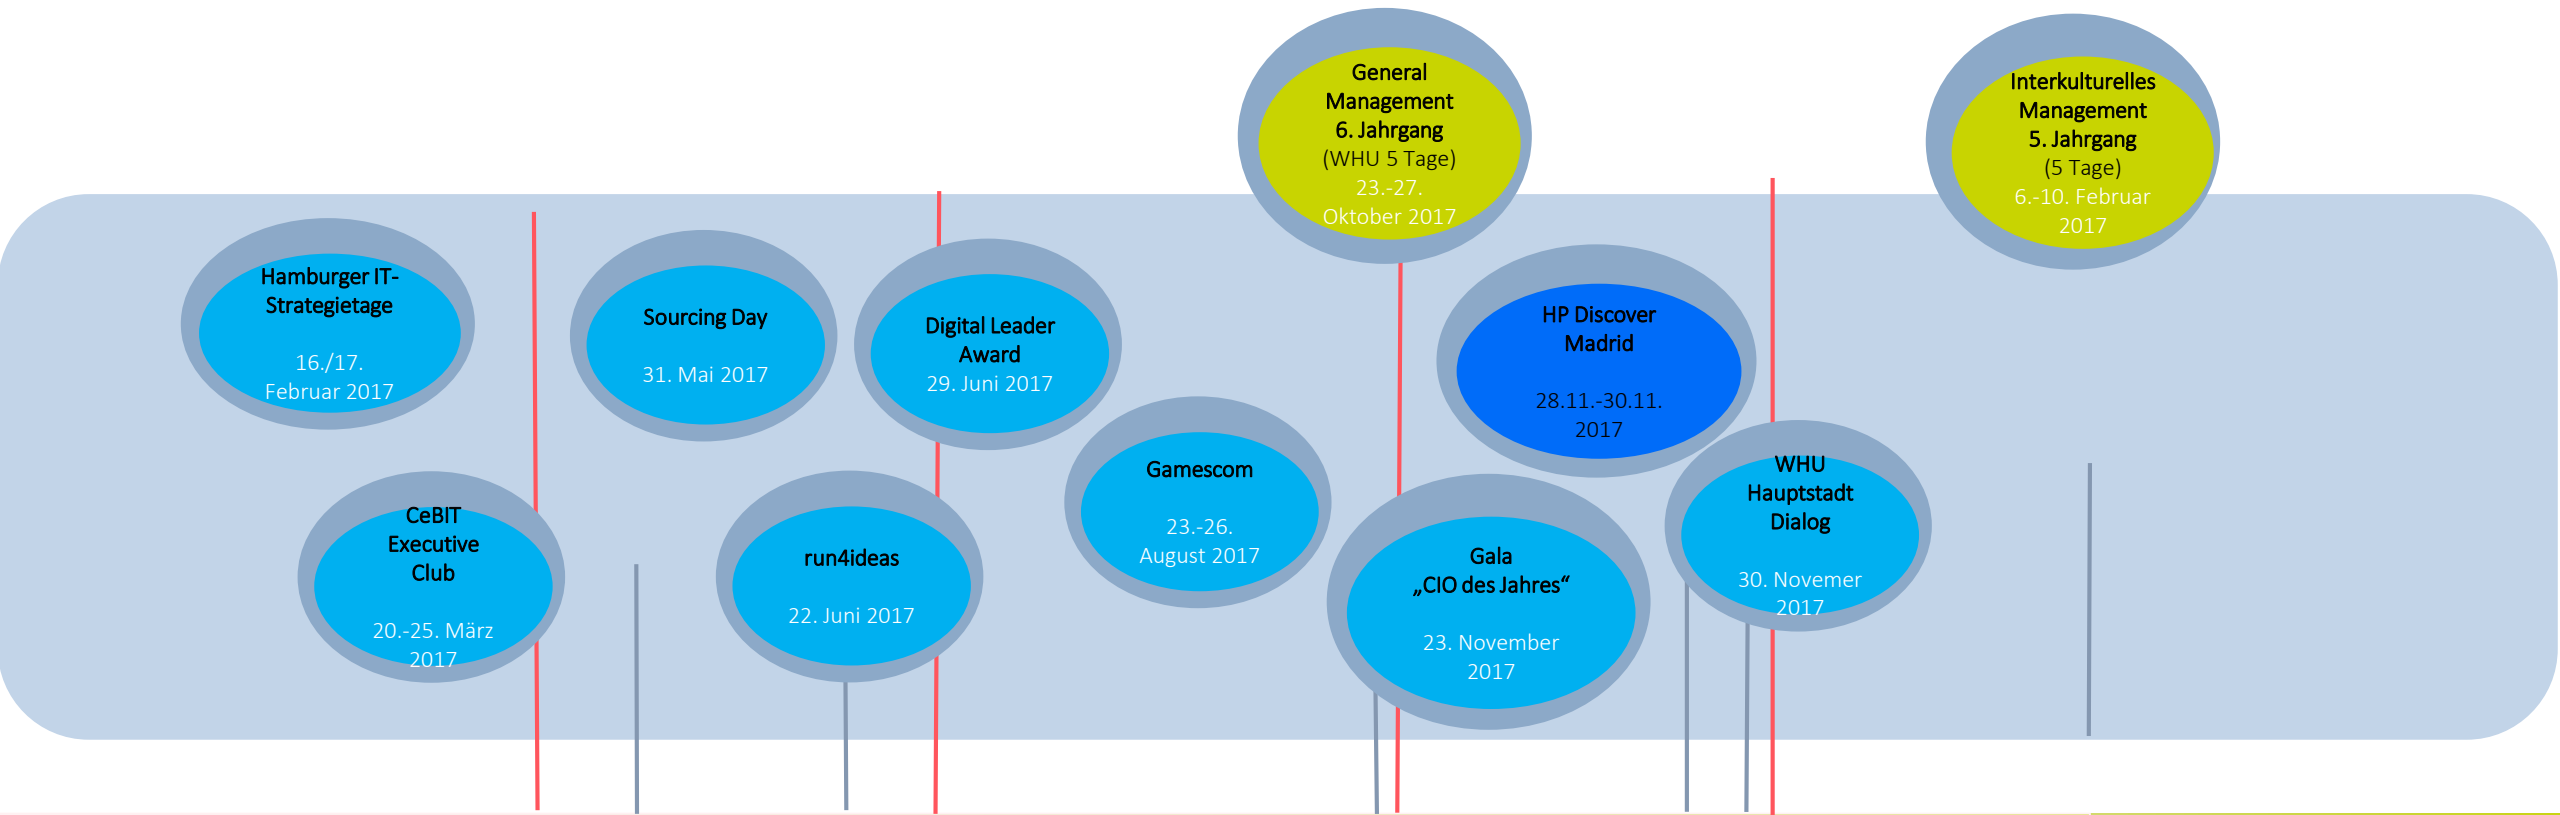 General
Management
6. Jahrgang
(WHU 5 Tage)
23.-27.
Oktober 2017
Interkulturelles
Management
5. Jahrgang
(5 Tage)
6.-10. Februar
2017
Hamburger IT-
Strategietage
16./17.
Februar 2017
Sourcing Day
31. Mai 2017
Digital Leader
Award
29. Juni 2017
HP Discover
Madrid
28.11.-30.11.
2017
CeBIT
Executive
Club
20.-25. März
2017
run4ideas
22. Juni 2017
Gamescom
23.-26.
August 2017
Gala
„CIO des Jahres“
23. November
2017
WHU
Hauptstadt
Dialog
30. Novemer
2017